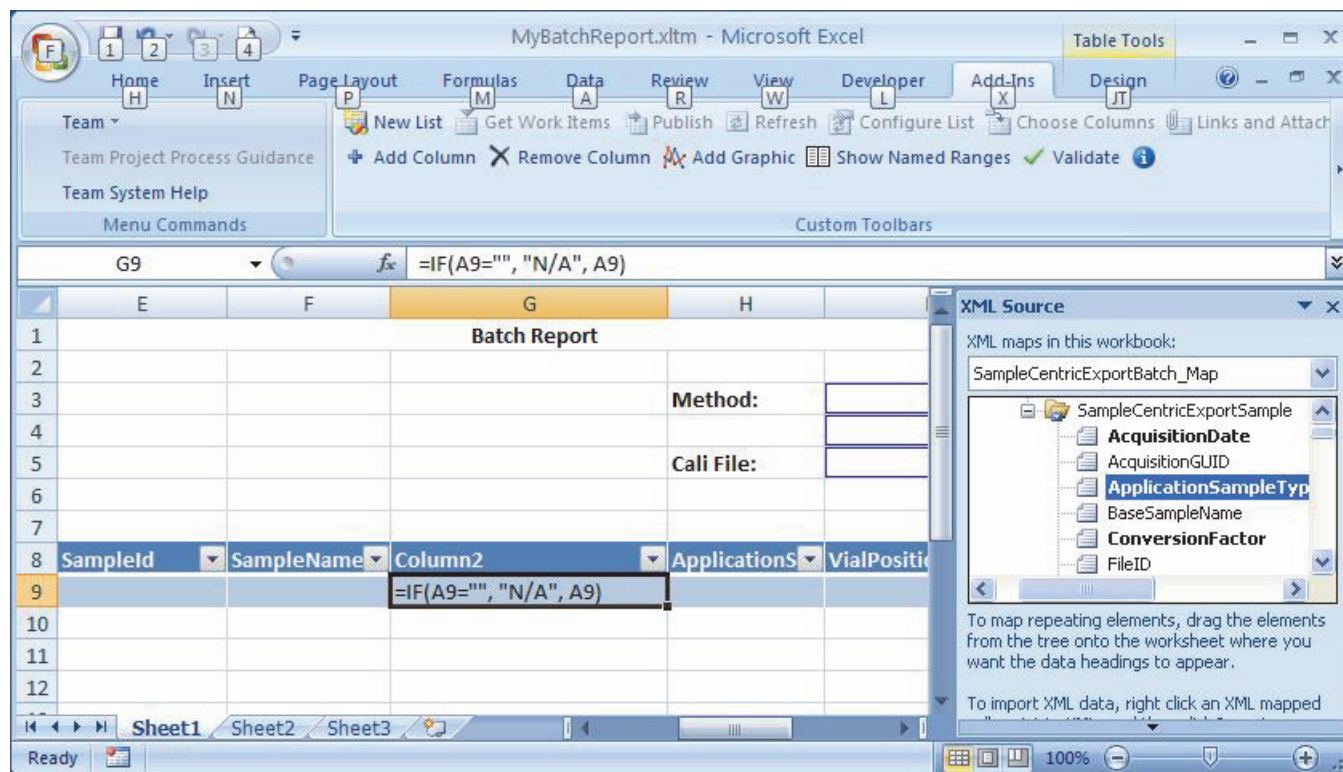 MyBatchReport.xltm - Microsoft Excel
Table Tools
F
1 2 3 4
Home Insert Page Layout Formulas Data Review View Developer Add-Ins Design
H N P M A R W L X JT
Team
New List Get Work Items Publish Refresh Configure List Choose Columns Links and Attach
Team Project Process Guidance
Add Column Remove Column Add Graphic Show Named Ranges Validate
Team System Help
Menu Commands
Custom Toolbars
G9
fx
=IF(A9="", "N/A", A9)
E F G H
XML Source
1 Batch Report
XML maps in this workbook:
2
SampleCentricExportBatch_Map
3 Method:
SampleCentricExportSample
4
AcquisitionDate
5 Cali File:
AcquisitionGUID
6
ApplicationSampleTyp
7
BaseSampleName
ConversionFactor
8 SampleId SampleName Column2 ApplicationS VialPositi
FileID
9 =IF(A9="", "N/A", A9)
10
To map repeating elements, drag the elements
from the tree onto the worksheet where you
want the data headings to appear.
11
12
To import XML data, right click an XML mapped
Sheet1 Sheet2 Sheet3
Ready
100%